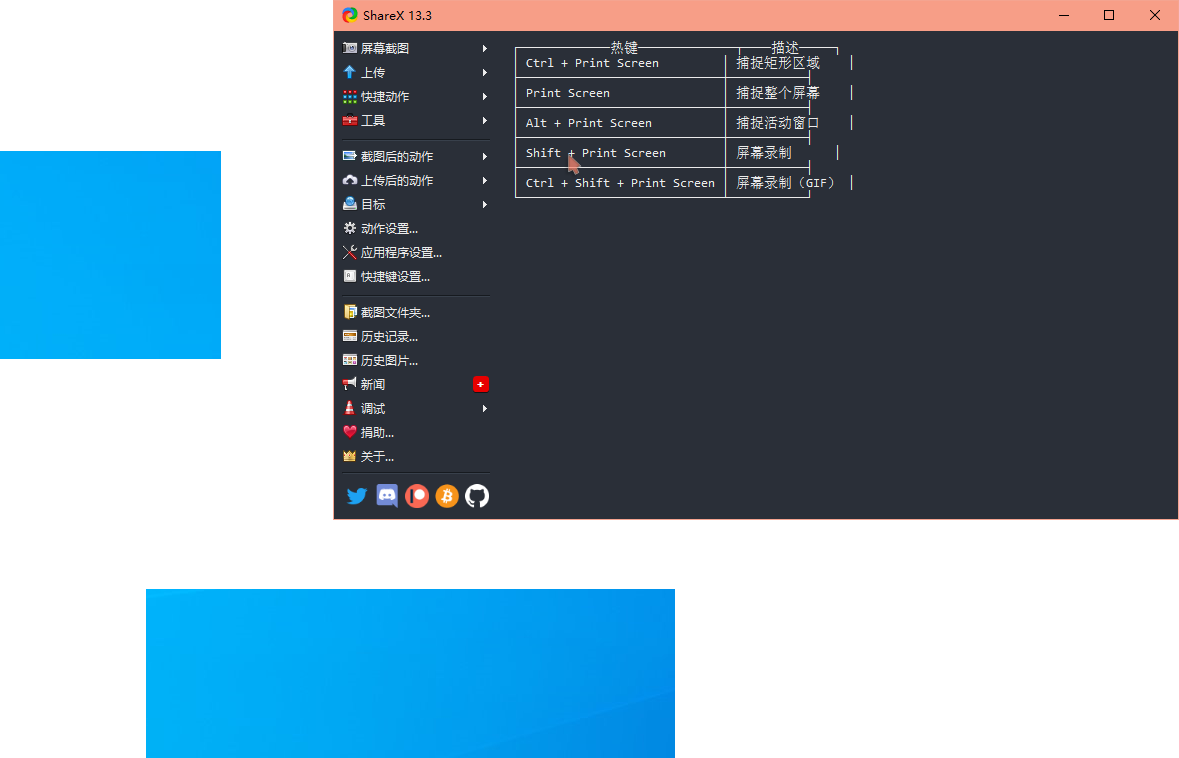 ShareX 13.3
屏幕截图
上传
快捷动作
工具
截图后的动作
上传后的动作
目标
动作设置...
应用程序设置...
快捷键设置...
截图文件夹...
历史记录...
历史图片...
新闻
调试
捐助...
关于...
热键 描述
Ctrl + Print Screen 捕捉矩形区域
Print Screen 捕捉整个屏幕
Alt + Print Screen 捕捉活动窗口
Shift + Print Screen 屏幕录制
Ctrl + Shift + Print Screen 屏幕录制（GIF）